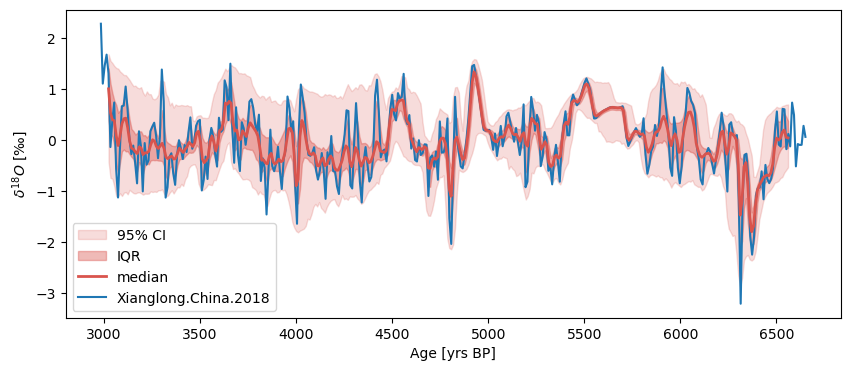 2
1
0
−1
−2
−3
δ¹⁸O [‰]
95% CI
IQR
median
Xianglong.China.2018
3000 3500 4000 4500 5000 5500 6000 6500
Age [yrs BP]